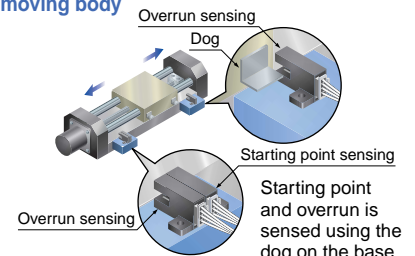 moving body
Overrun sensing
Dog
Starting point sensing
Overrun sensing
Starting point
and overrun is
sensed using the
dog on the base